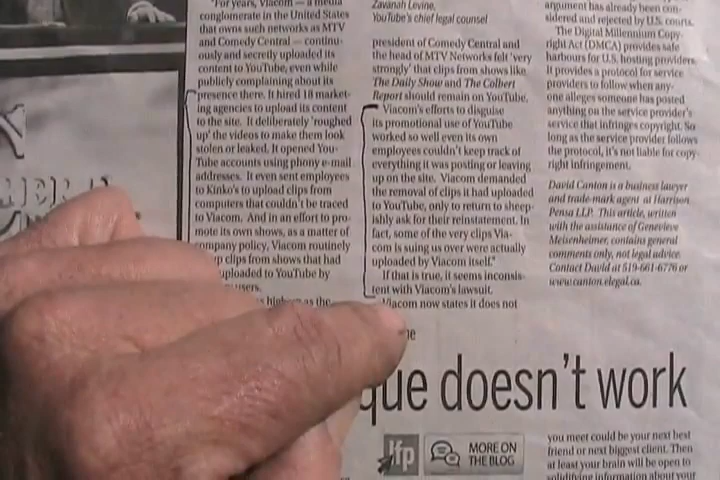 "For years, Viacom — a media
conglomerate in the United States
that owns such networks as MTV
and Comedy Central — continu-
ously and secretly uploaded its
content to YouTube, even while
publicly complaining about its
presence there. It hired 18 market-
ing agencies to upload its content
to the site. It deliberately 'roughed
up' the videos to make them look
stolen or leaked. It opened You-
Tube accounts using phony e-mail
addresses. It even sent employees
to Kinko's to upload clips from
computers that couldn't be traced
to Viacom. And in an effort to pro-
mote its own shows, as a matter of
company policy, Viacom routinely
up clips from shows that had
uploaded to YouTube by
users.
as high as the
Zavanah Levine,
YouTube's chief legal counsel
president of Comedy Central and
the head of MTV Networks felt 'very
strongly' that clips from shows like
The Daily Show and The Colbert
Report should remain on YouTube.
Viacom's efforts to disguise
its promotional use of YouTube
worked so well even its own
employees couldn't keep track of
everything it was posting or leaving
up on the site. Viacom demanded
the removal of clips it had uploaded
to YouTube, only to return to sheep-
ishly ask for their reinstatement. In
fact, some of the very clips Via-
com is suing us over were actually
uploaded by Viacom itself."
If that is true, it seems inconsis-
tent with Viacom's lawsuit.
Viacom now states it does not
argument has already been con-
sidered and rejected by U.S. courts.
The Digital Millennium Copy-
right Act (DMCA) provides safe
harbours for U.S. hosting providers.
It provides a protocol for service
providers to follow when any-
one alleges someone has posted
anything on the service provider's
service that infringes copyright. So
long as the service provider follows
the protocol, it's not liable for copy-
right infringement.
David Canton is a business lawyer
and trade-mark agent at Harrison
Pensa LLP. This article, written
with the assistance of Genevieve
Meisenheimer, contains general
comments only, not legal advice.
Contact David at 519-661-6776 or
www.canton.elegal.ca.
que doesn't work
lfp
MORE ON
THE BLOG
you meet could be your next best
friend or next biggest client. Then
at least your brain will be open to
solidifying information about your